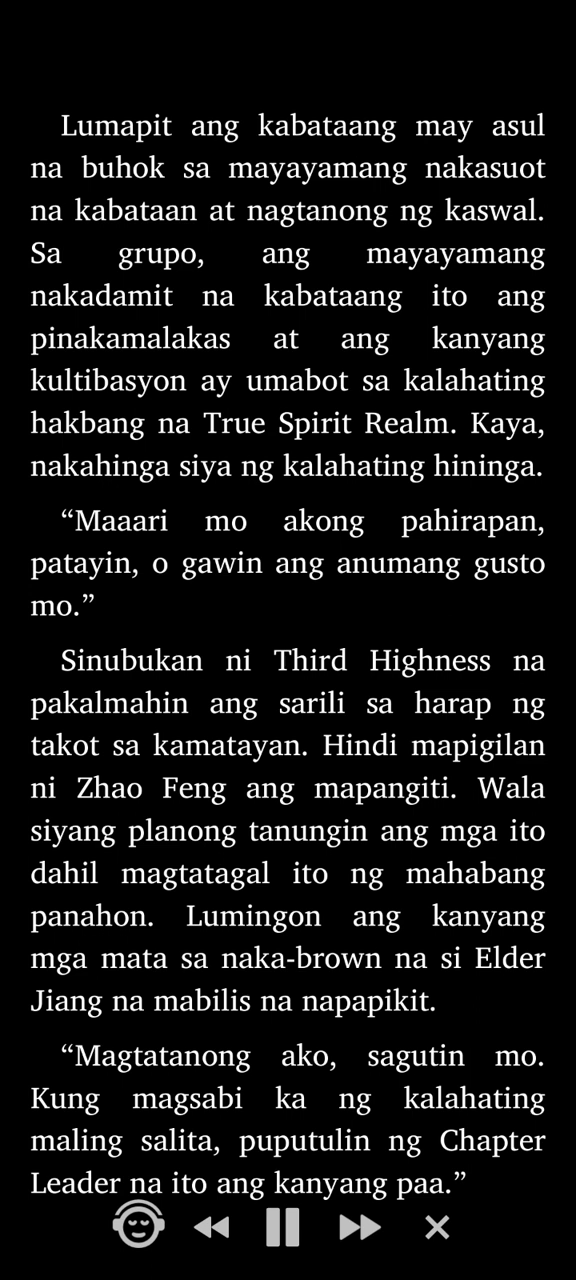 Lumapit ang kabataang may asul
na buhok sa mayayamang nakasuot
na kabataan at nagtanong ng kaswal.
Sa grupo, ang mayayamang
nakadamit na kabataang ito ang
pinakamalakas at ang kanyang
kultibasyon ay umabot sa kalahating
hakbang na True Spirit Realm. Kaya,
nakahinga siya ng kalahating hininga.
“Maaari mo akong pahirapan,
patayin, o gawin ang anumang gusto
mo.”
Sinubukan ni Third Highness na
pakalmahin ang sarili sa harap ng
takot sa kamatayan. Hindi mapigilan
ni Zhao Feng ang mapangiti. Wala
siyang planong tanungin ang mga ito
dahil magtatagal ito ng mahabang
panahon. Lumingon ang kanyang
mga mata sa naka-brown na si Elder
Jiang na mabilis na napapikit.
“Magtatanong ako, sagutin mo.
Kung magsabi ka ng kalahating
maling salita, puputulin ng Chapter
Leader na ito ang kanyang paa.”